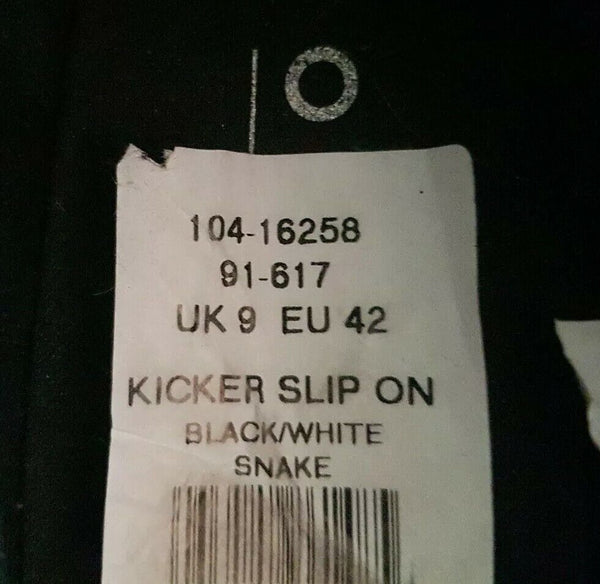 104-16258
91-617
UK 9 EU 42
KICKER SLIP ON
BLACK/WHITE
SNAKE